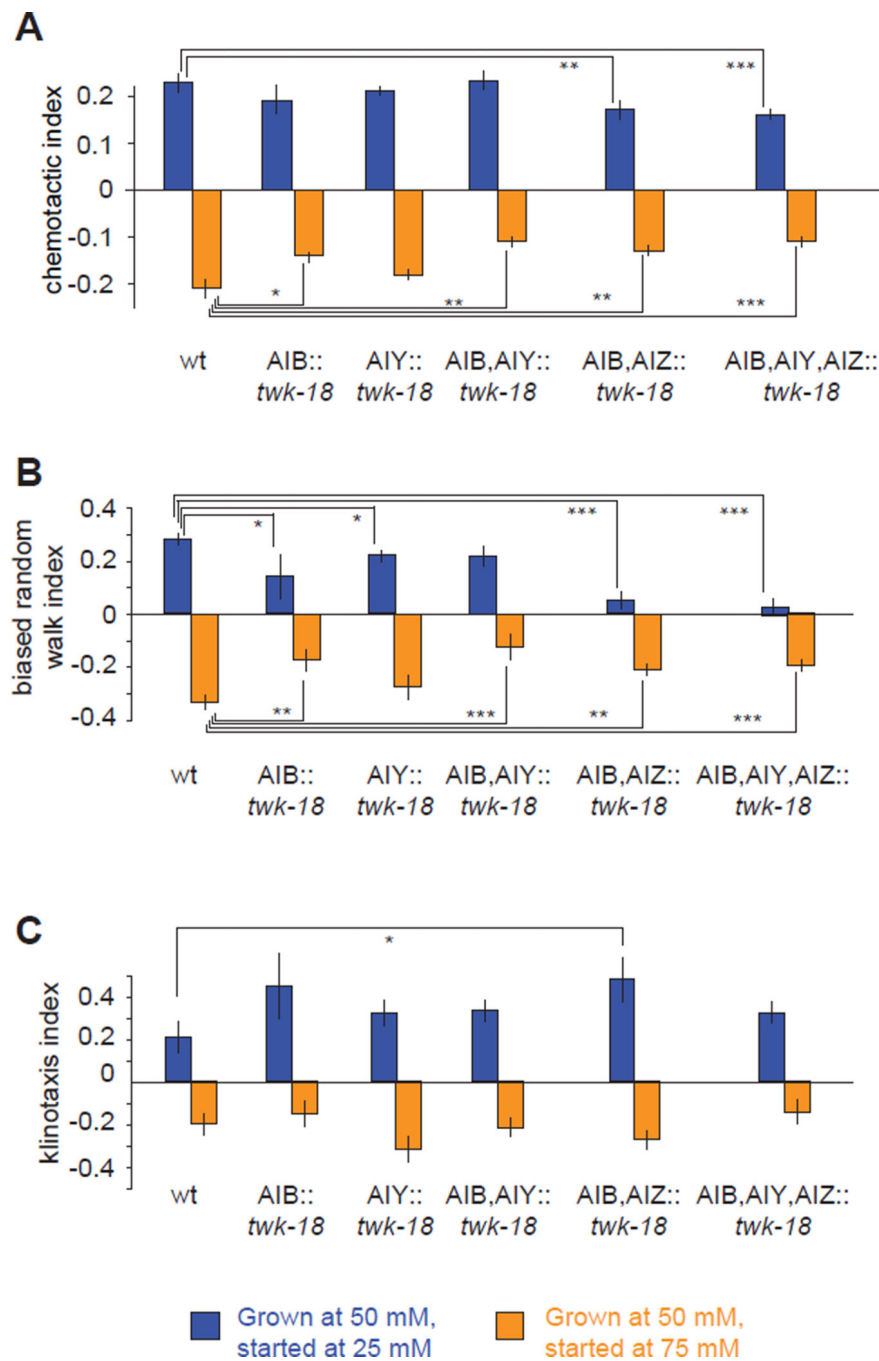 A
chemotactic index
0.2
0.1
0
-0.1
-0.2
** ***
* ** ** ***
wt AIB:: AIY:: AIB,AIY:: AIB,AIZ:: AIB,AIY,AIZ::
twk-18 twk-18 twk-18 twk-18 twk-18
B
biased random
walk index
0.4
0.2
0
-0.2
-0.4
* * *** ***
** *** ** ***
wt AIB:: AIY:: AIB,AIY:: AIB,AIZ:: AIB,AIY,AIZ::
twk-18 twk-18 twk-18 twk-18 twk-18
C
klinotaxis index
0.4
0.2
0
-0.2
-0.4
*
wt AIB:: AIY:: AIB,AIY:: AIB,AIZ:: AIB,AIY,AIZ::
twk-18 twk-18 twk-18 twk-18 twk-18
Grown at 50 mM,
started at 25 mM
Grown at 50 mM,
started at 75 mM